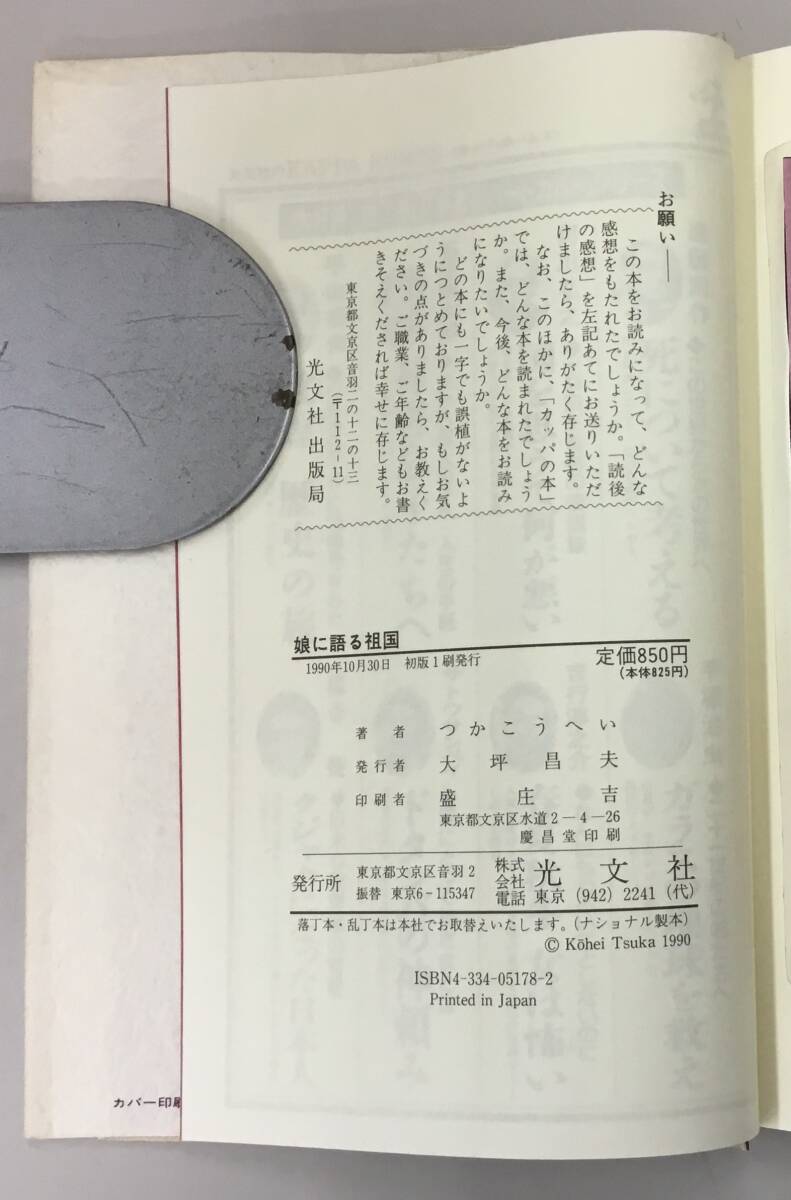 お願い──
この本をお読みになって、どんな
感想をもたれたでしょうか。「読後
の感想」を左記あてにお送りいただ
けましたら、ありがたく存じます。
なお、このほかに、「カッパの本」
では、どんな本を読まれたでしょう
か。また、今後、どんな本をお読み
になりたいでしょうか。
どの本にも一字でも誤植がないよ
うにつとめておりますが、もしお気
づきの点がありましたら、お教えく
ださい。ご職業、ご年齢などもお書
きそえくだされば幸せに存じます。
東京都文京区音羽二の十二の十三
(〒112-11)
光文社 出版局
娘に語る祖国
1990年10月30日 初版1刷発行
定価850円
(本体825円)
著者 つかこうへい
発行者 大坪昌夫
印刷者 盛庄吉
東京都文京区水道2―4―26
慶昌堂印刷
発行所 東京都文京区音羽2 株式会社 光文社
振替 東京6-115347 電話 東京 (942) 2241 (代)
落丁本・乱丁本は本社でお取替えいたします。(ナショナル製本)
© Kōhei Tsuka 1990
ISBN4-334-05178-2
Printed in Japan
カバー印刷